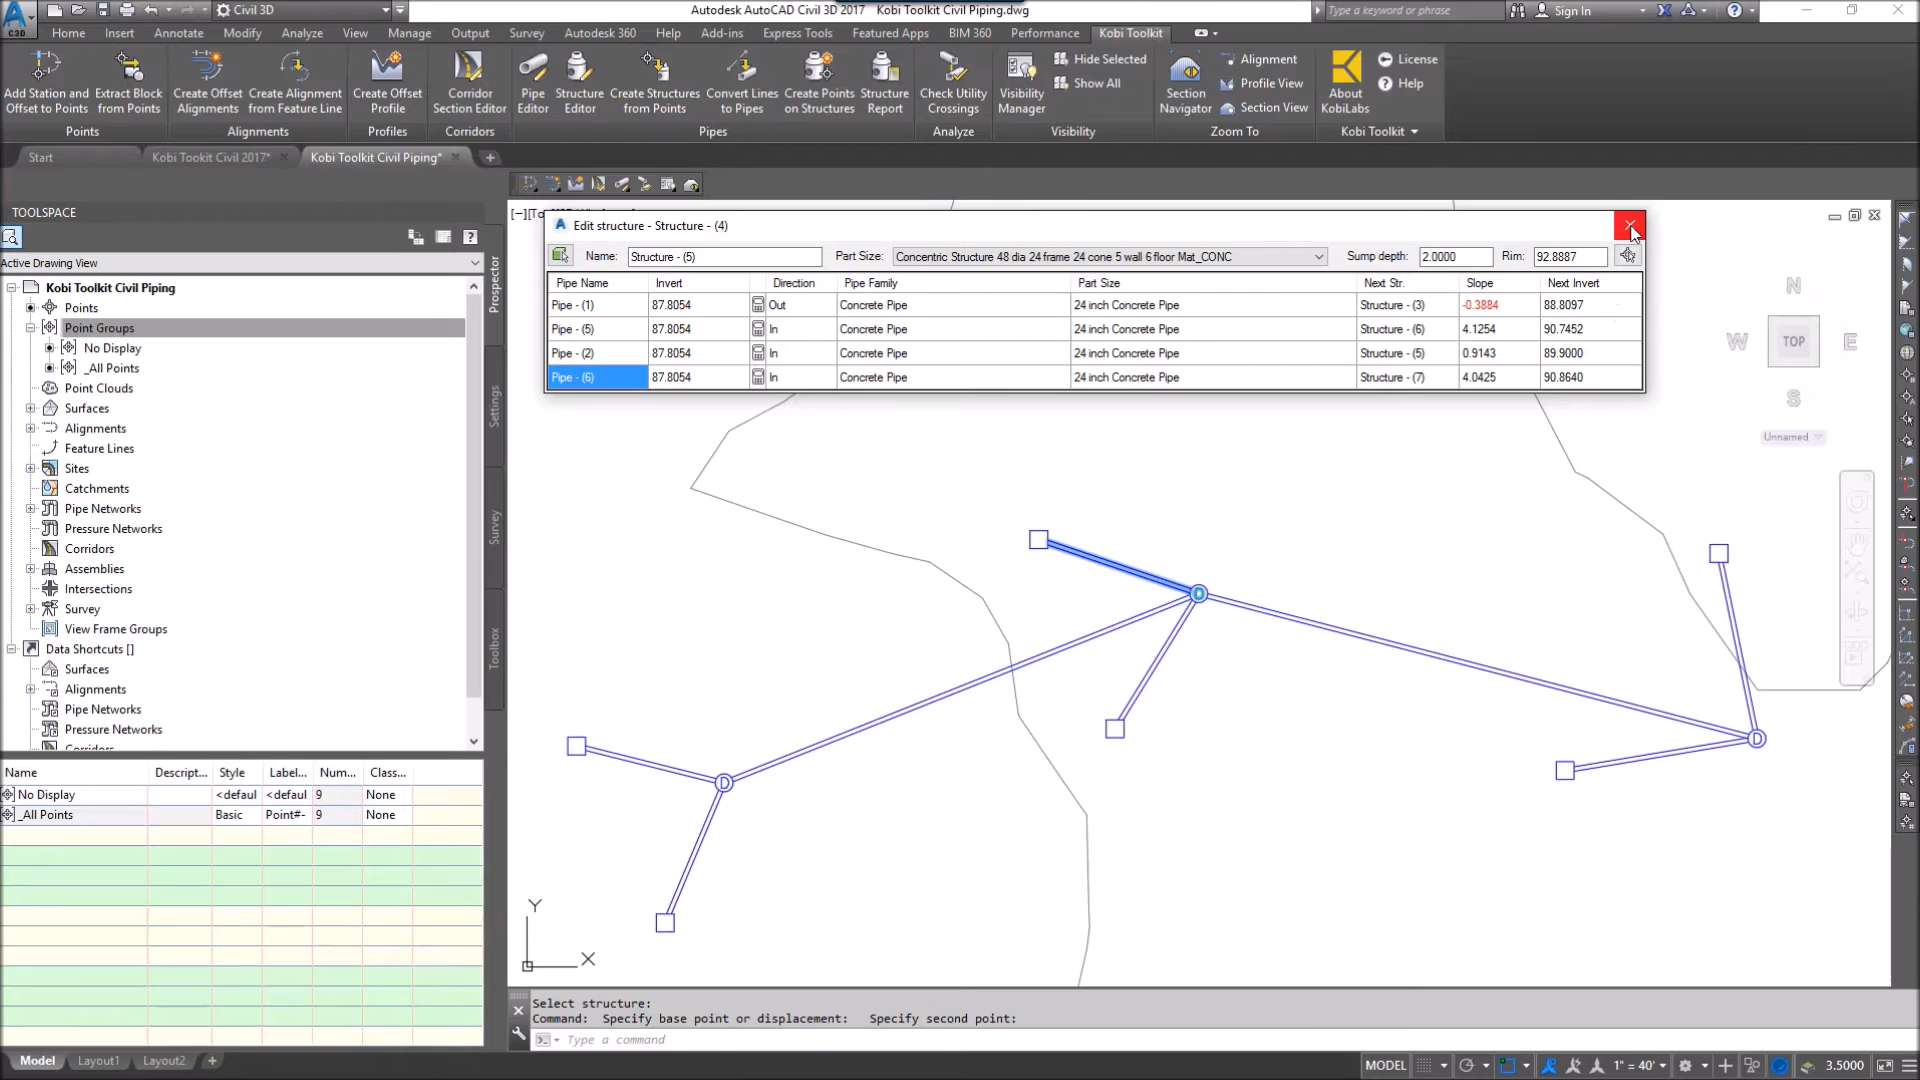 Civil 3D
Autodesk AutoCAD Civil 3D 2017 Kobi Toolkit Civil Piping.dwg
Type a keyword or phrase
Sign In
C3D
Home Insert Annotate Modify Analyze View Manage Output Survey Autodesk 360 Help Add-ins Express Tools Featured Apps BIM 360 Performance Kobi Toolkit
Add Station and Offset to Points
Extract Block from Points
Create Offset Alignments
Create Alignment from Feature Line
Create Offset Profile
Corridor Section Editor
Pipe Editor
Structure Editor
Create Structures from Points
Convert Lines to Pipes
Create Points on Structures
Structure Report
Check Utility Crossings
Visibility Manager
Hide Selected
Show All
Section Navigator
Alignment
Profile View
Section View
About KobiLabs
License
Help
Points Alignments Profiles Corridors Pipes Analyze Visibility Zoom To Kobi Toolkit
Start Kobi Tookit Civil 2017* Kobi Toolkit Civil Piping*
TOOLSPACE
Active Drawing View
Kobi Toolkit Civil Piping
Points
Point Groups
No Display
_All Points
Point Clouds
Surfaces
Alignments
Feature Lines
Sites
Catchments
Pipe Networks
Pressure Networks
Corridors
Assemblies
Intersections
Survey
View Frame Groups
Data Shortcuts []
Surfaces
Alignments
Pipe Networks
Pressure Networks
Corridors
Prospector
Settings
Survey
Toolbox
Name Descript... Style Label... Num... Class...
No Display <defaul <defaul 9 None
_All Points Basic Point#- 9 None
Edit structure - Structure - (4)
Name: Structure - (5) Part Size: Concentric Structure 48 dia 24 frame 24 cone 5 wall 6 floor Mat_CONC Sump depth: 2.0000 Rim: 92.8887
Pipe Name Invert Direction Pipe Family Part Size Next Str. Slope Next Invert
Pipe - (1) 87.8054 Out Concrete Pipe 24 inch Concrete Pipe Structure - (3) -0.3884 88.8097
Pipe - (5) 87.8054 In Concrete Pipe 24 inch Concrete Pipe Structure - (6) 4.1254 90.7452
Pipe - (2) 87.8054 In Concrete Pipe 24 inch Concrete Pipe Structure - (5) 0.9143 89.9000
Pipe - (6) 87.8054 In Concrete Pipe 24 inch Concrete Pipe Structure - (7) 4.0425 90.8640
N
W TOP E
S
Unnamed
D
D
D
Y
X
Select structure:
Command: Specify base point or displacement: Specify second point:
Type a command
Model Layout1 Layout2
MODEL 1" = 40' 3.5000